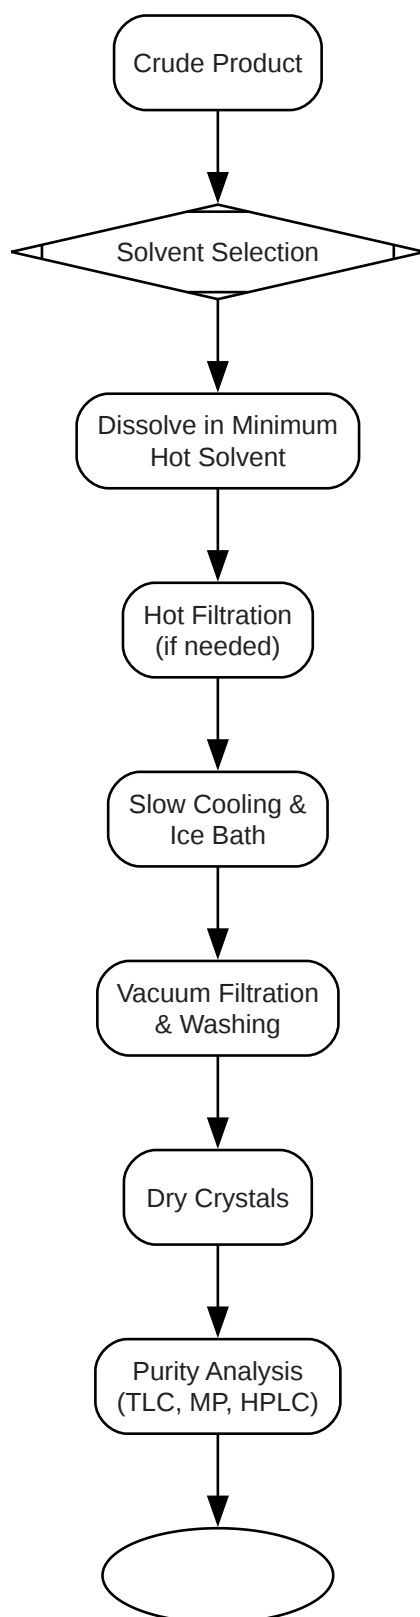 Crude Product
Solvent Selection
Dissolve in Minimum
Hot Solvent
Hot Filtration
(if needed)
Slow Cooling &
Ice Bath
Vacuum Filtration
& Washing
Dry Crystals
Purity Analysis
(TLC, MP, HPLC)